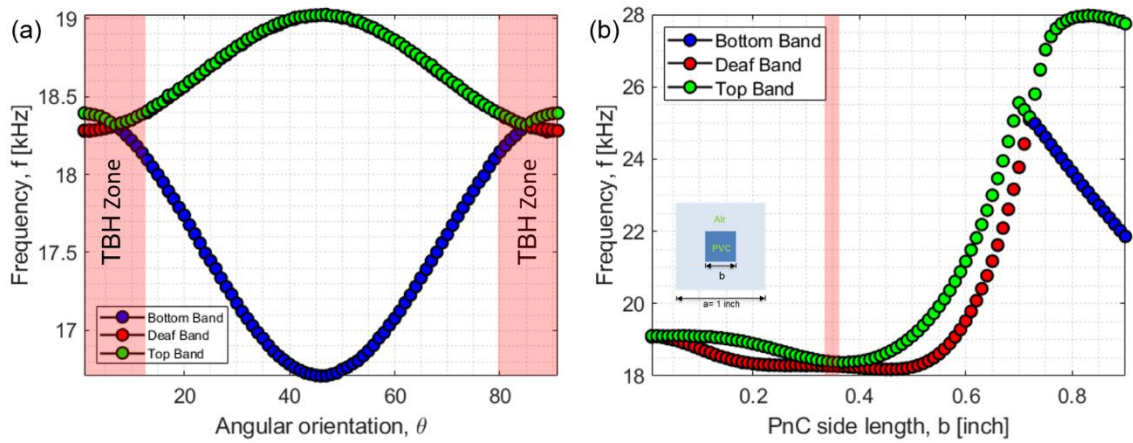 (a)
19
18.5
18
17.5
17
Frequency, f [kHz]
TBH Zone
TBH Zone
Bottom Band
Deaf Band
Top Band
20
40
60
80
Angular orientation, θ
(b)
28
26
24
22
20
18
Frequency, f [kHz]
Bottom Band
Deaf Band
Top Band
Air
PVC
b
a= 1 inch
0.2
0.4
0.6
0.8
PnC side length, b [inch]